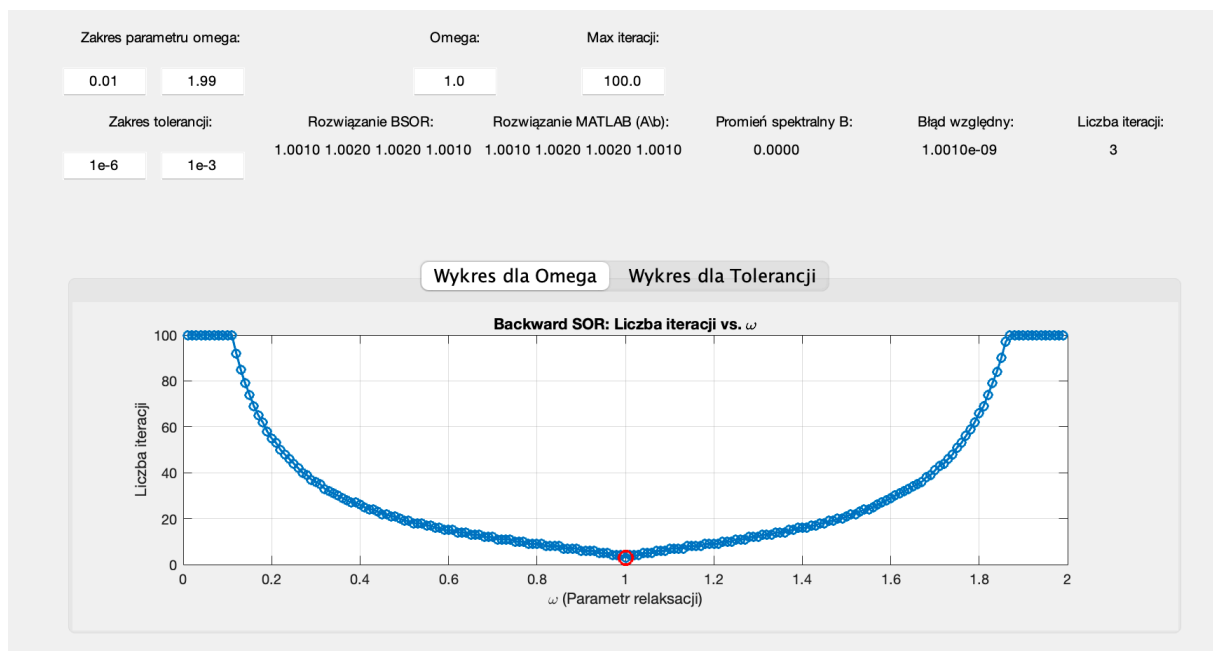 Zakres parametru omega: Omega: Max iteracji:
0.01 1.99 1.0 100.0
Zakres tolerancji: Rozwiązanie BSOR: Rozwiązanie MATLAB (A\b): Promień spektralny B: Błąd względny: Liczba iteracji:
1.0010 1.0020 1.0020 1.0010 1.0010 1.0020 1.0020 1.0010 0.0000 1.0010e-09 3
1e-6 1e-3
Wykres dla Omega Wykres dla Tolerancji
Backward SOR: Liczba iteracji vs. ω
100
80
60
40
20
0
Liczba iteracji
0 0.2 0.4 0.6 0.8 1 1.2 1.4 1.6 1.8 2
ω (Parametr relaksacji)